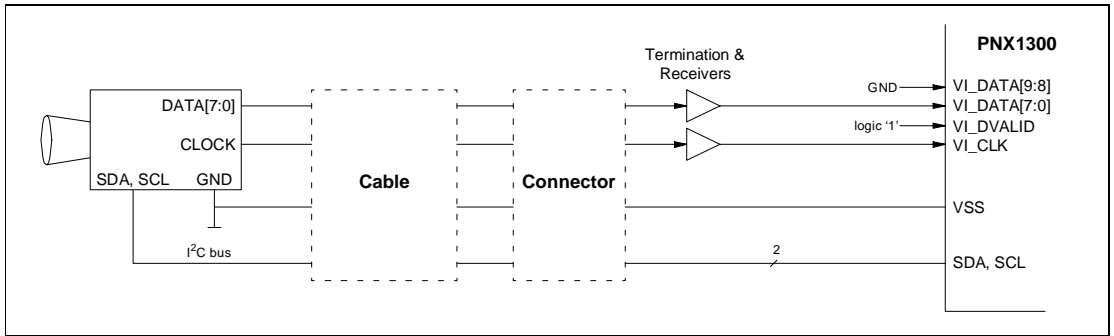 PNX1300
Termination &
Receivers
GND
VI_DATA[9:8]
DATA[7:0]
VI_DATA[7:0]
logic ‘1’
VI_DVALID
CLOCK
VI_CLK
SDA, SCL GND
Cable
Connector
VSS
I²C bus
2
SDA, SCL